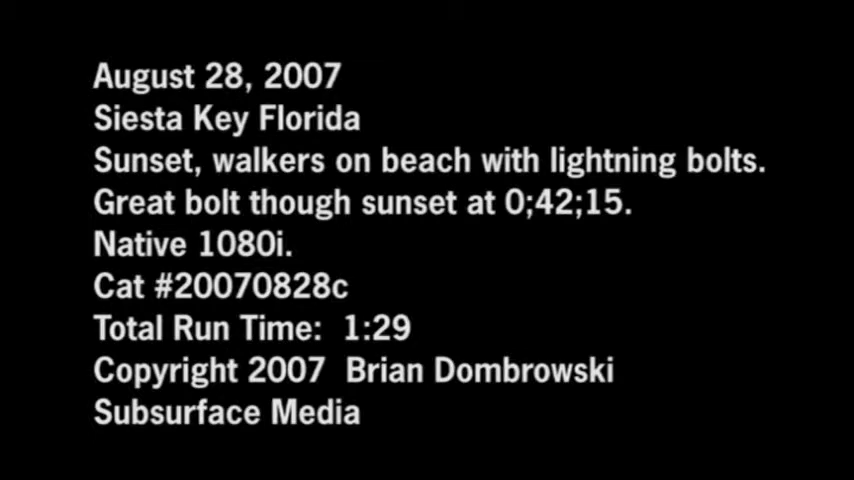 August 28, 2007
Siesta Key Florida
Sunset, walkers on beach with lightning bolts.
Great bolt though sunset at 0;42;15.
Native 1080i.
Cat #20070828c
Total Run Time:  1:29
Copyright 2007  Brian Dombrowski
Subsurface Media